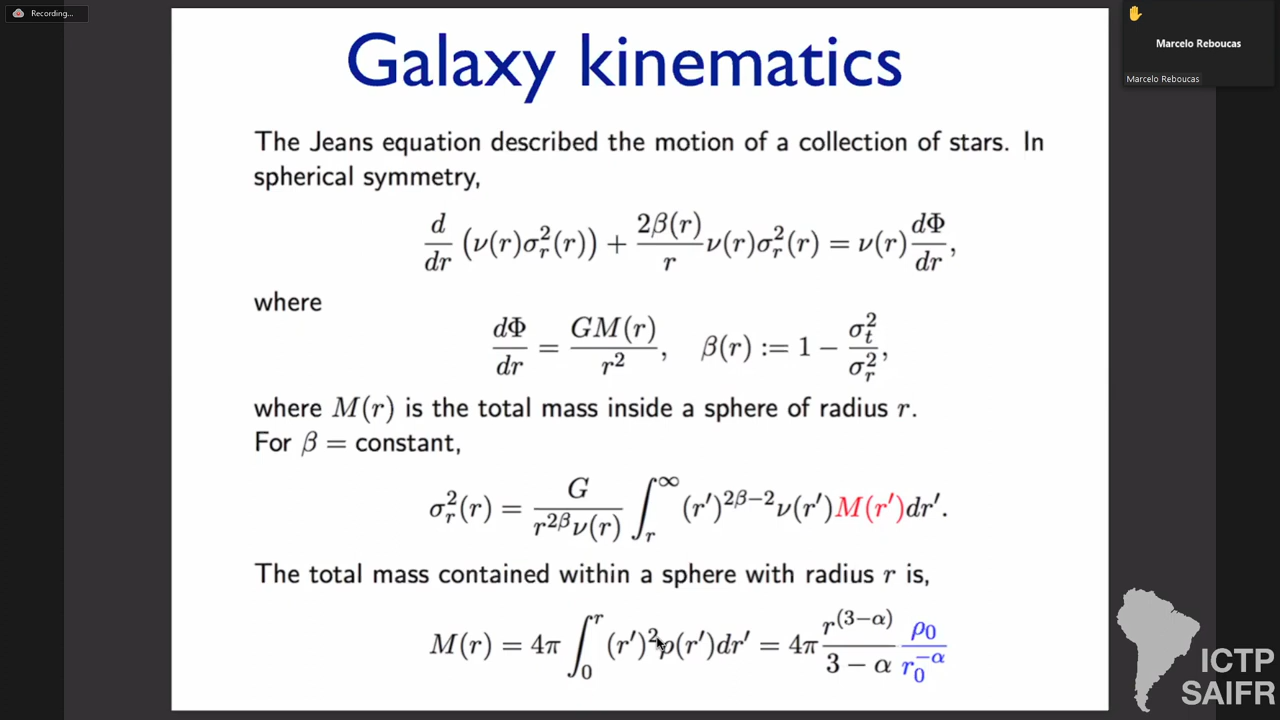 Recording...
Marcelo Reboucas
Marcelo Reboucas
Galaxy kinematics
The Jeans equation described the motion of a collection of stars. In
spherical symmetry,
d/dr (ν(r)σ_r^2(r)) + 2β(r)/r ν(r)σ_r^2(r) = ν(r) dΦ/dr,
where
dΦ/dr = GM(r)/r^2, β(r) := 1 − σ_t^2/σ_r^2,
where M(r) is the total mass inside a sphere of radius r.
For β = constant,
σ_r^2(r) = G/(r^{2β}ν(r)) ∫_r^∞ (r′)^{2β−2}ν(r′)M(r′)dr′.
The total mass contained within a sphere with radius r is,
M(r) = 4π ∫_0^r (r′)^2ρ(r′)dr′ = 4π r^{(3−α)}/(3 − α) ρ_0/r_0^{−α}
ICTP
SAIFR